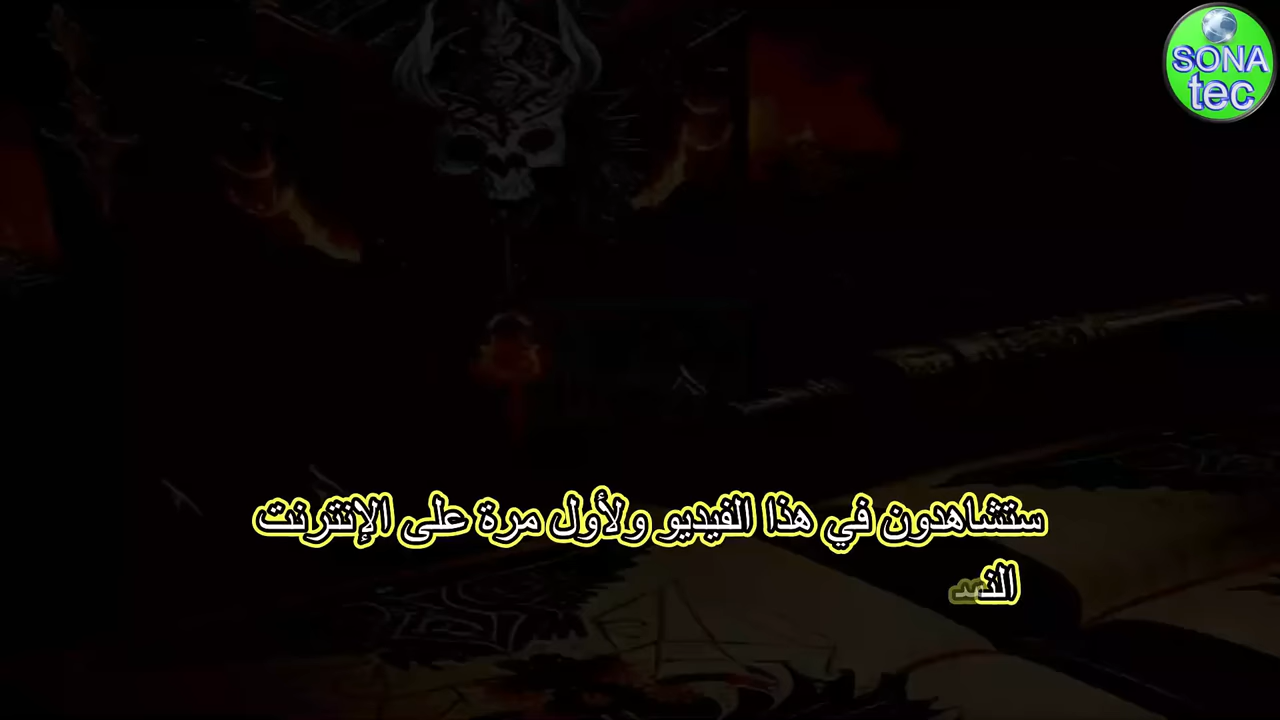 SONA
tec
ستشاهدون في هذا الفيديو ولأول مرة على الإنترنت